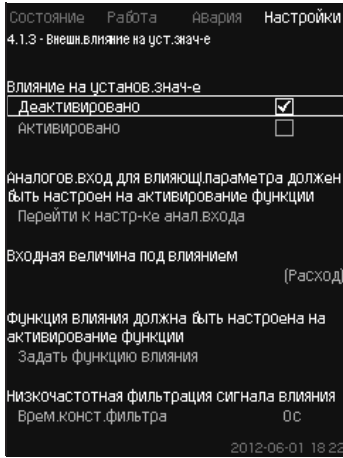 Состояние Работа Авария Настройки
4.1.3 - Внешн.влияние на уст.знач-е
Влияние на установ.знач-е
Деактивировано
Активировано
Аналогов.вход для влияющ.параметра должен
быть настроен на активирование функции
Перейти к настр-ке анал.входа
Входная величина под влиянием
(Расход)
Функция влияния должна быть настроена на
активирование функции
Задать функцию влияния
Низкочастотная фильтрация сигнала влияния
Врем.конст.фильтра 0с
2012-06-01 18:22